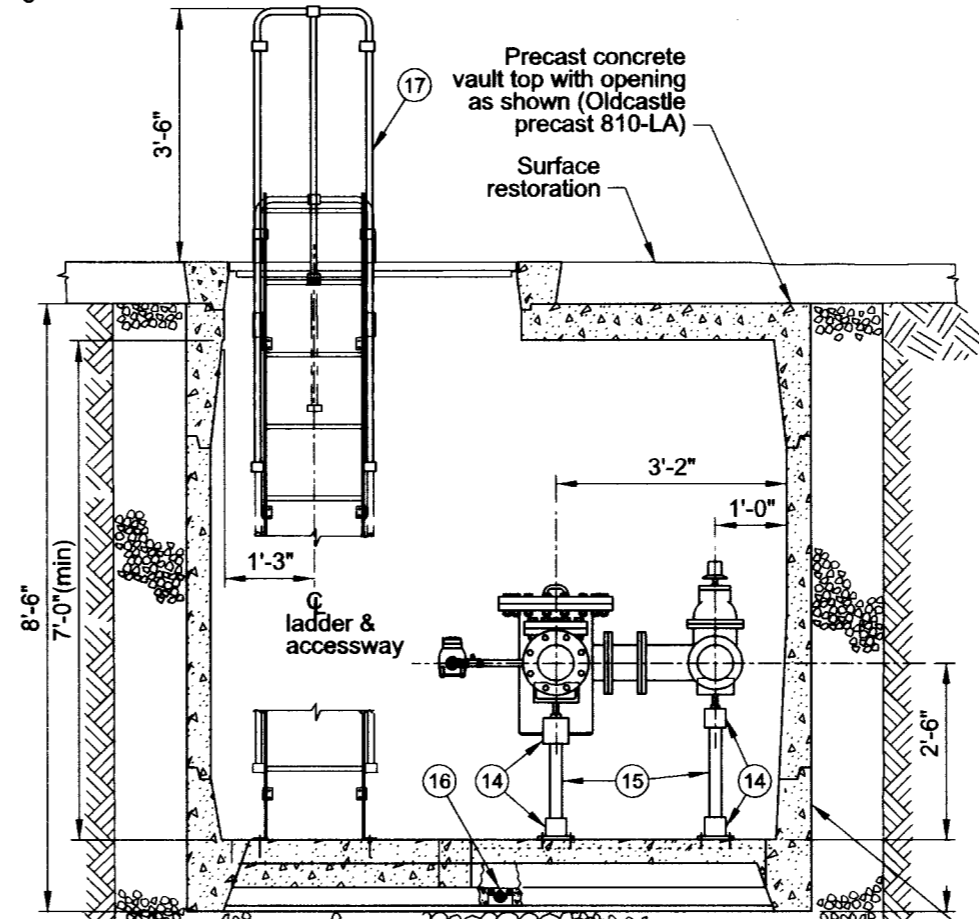 3'-6"
17
Precast concrete
vault top with opening
as shown (Oldcastle
precast 810-LA)
Surface
restoration
3'-2"
1'-0"
1'-3"
8'-6"
7'-0"(min)
℄
ladder &
accessway
2'-6"
16
14
15
14